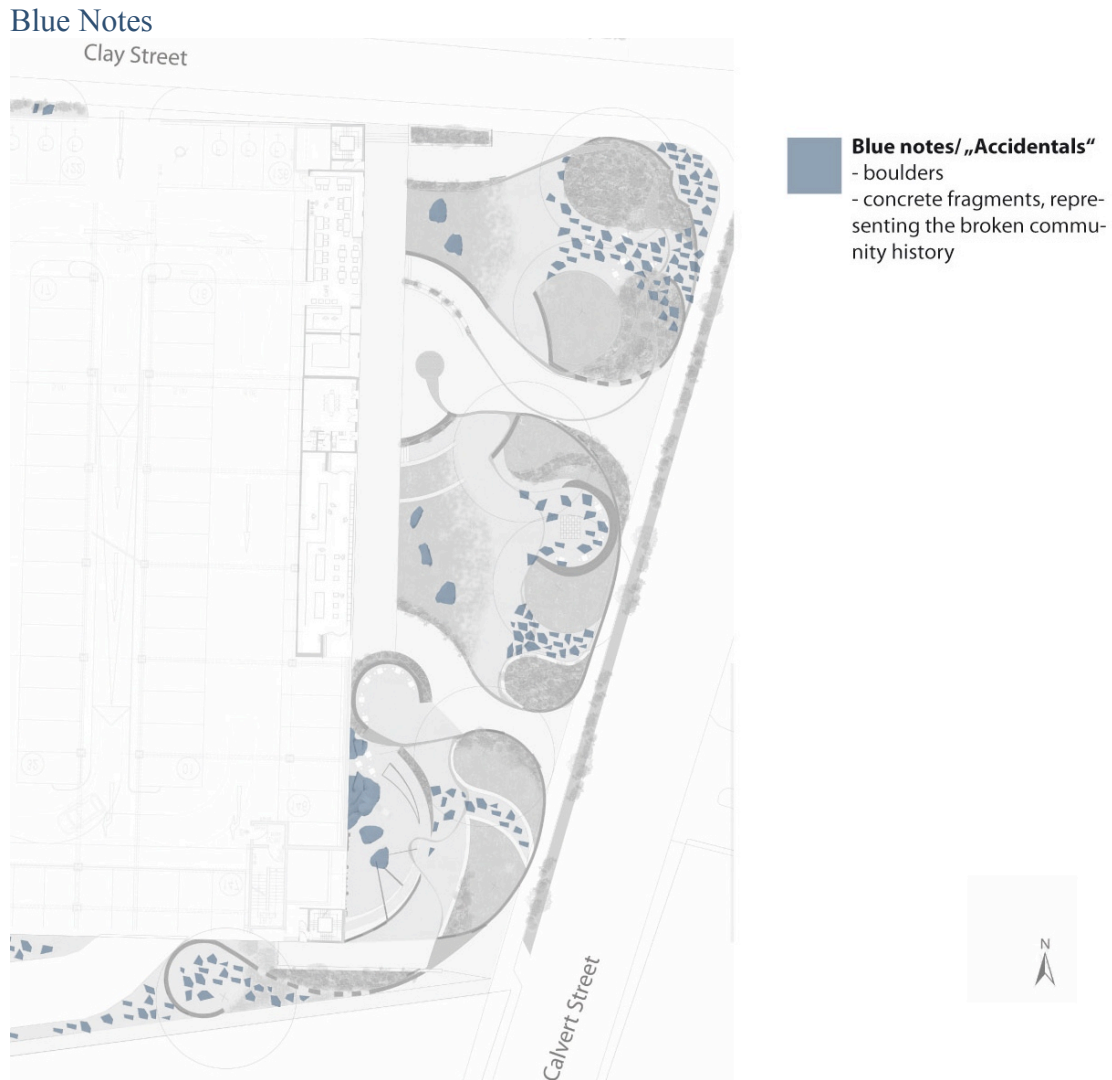 Blue Notes
Clay Street
Blue notes/„Accidentals“
- boulders
- concrete fragments, repre-
senting the broken commu-
nity history
N
Calvert Street